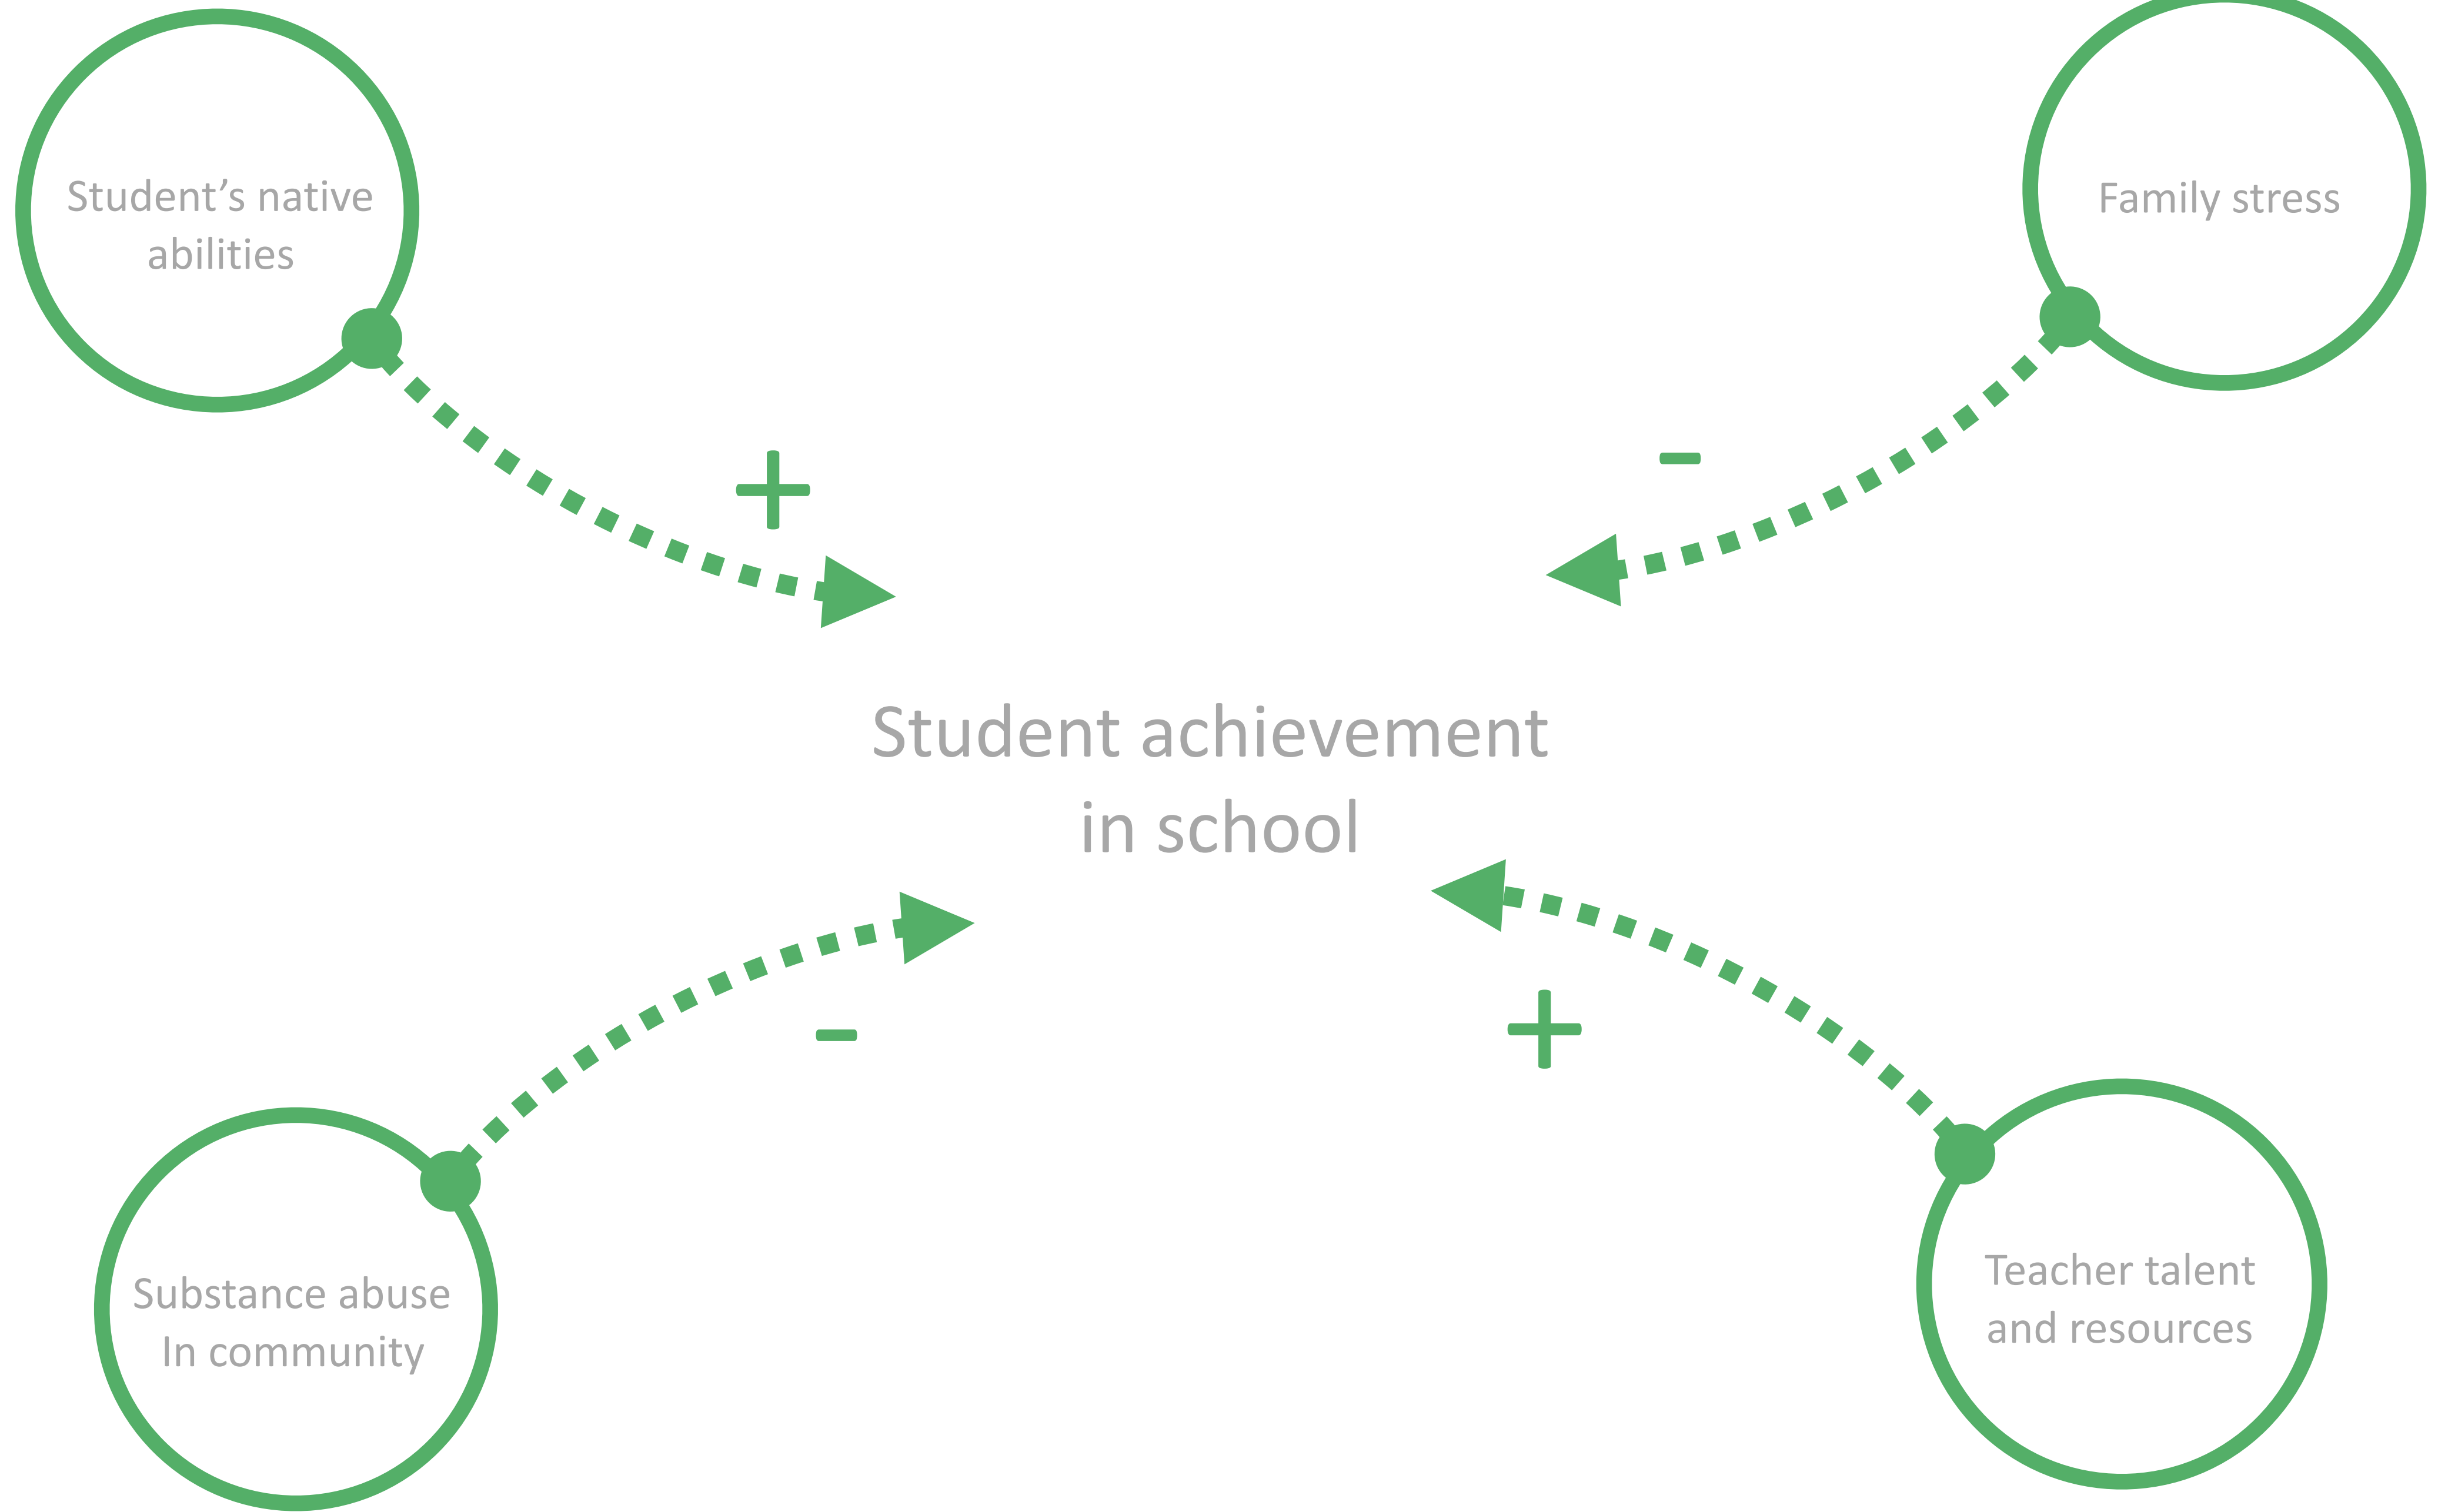 Student’s native
abilities
Family stress
+
-
Student achievement
in school
-
+
Substance abuse
In community
Teacher talent
and resources